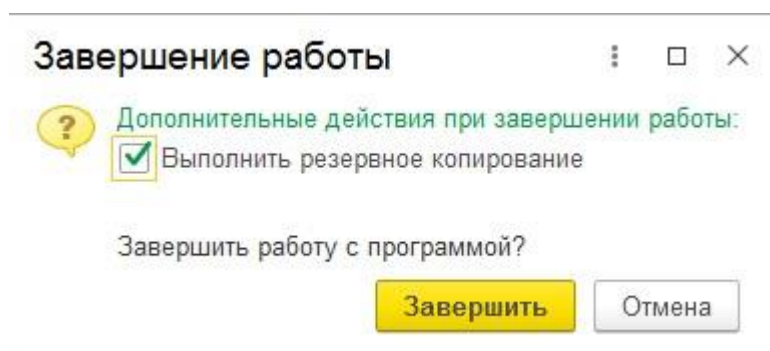 Завершение работы
Дополнительные действия при завершении работы:
Выполнить резервное копирование
Завершить работу с программой?
Завершить Отмена